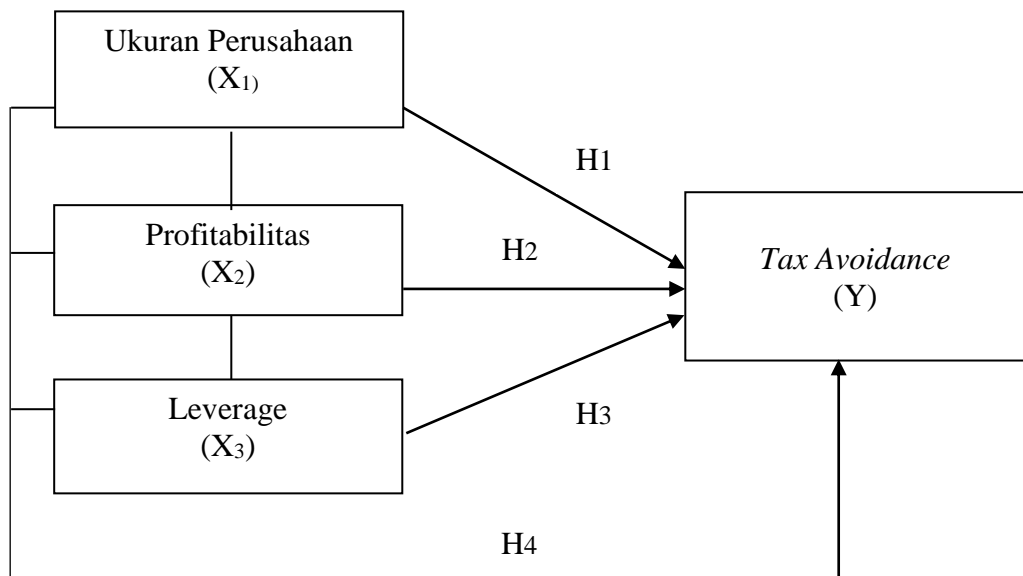 Ukuran Perusahaan
(X1)
H1
Profitabilitas
(X2)
H2
Tax Avoidance
(Y)
Leverage
(X3)
H3
H4